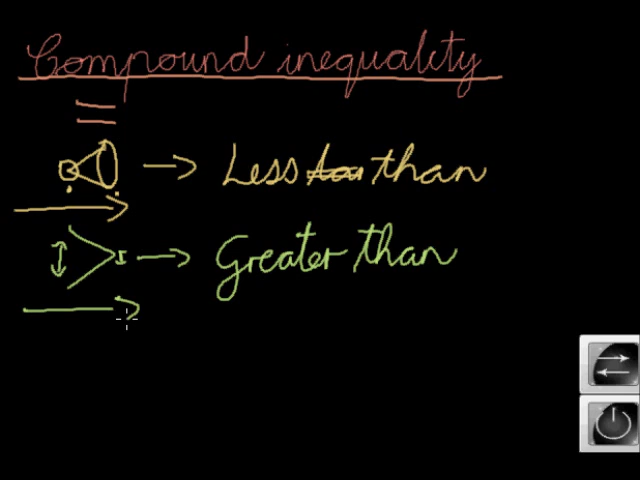 Compound inequality
=
< → Less than
> → Greater than